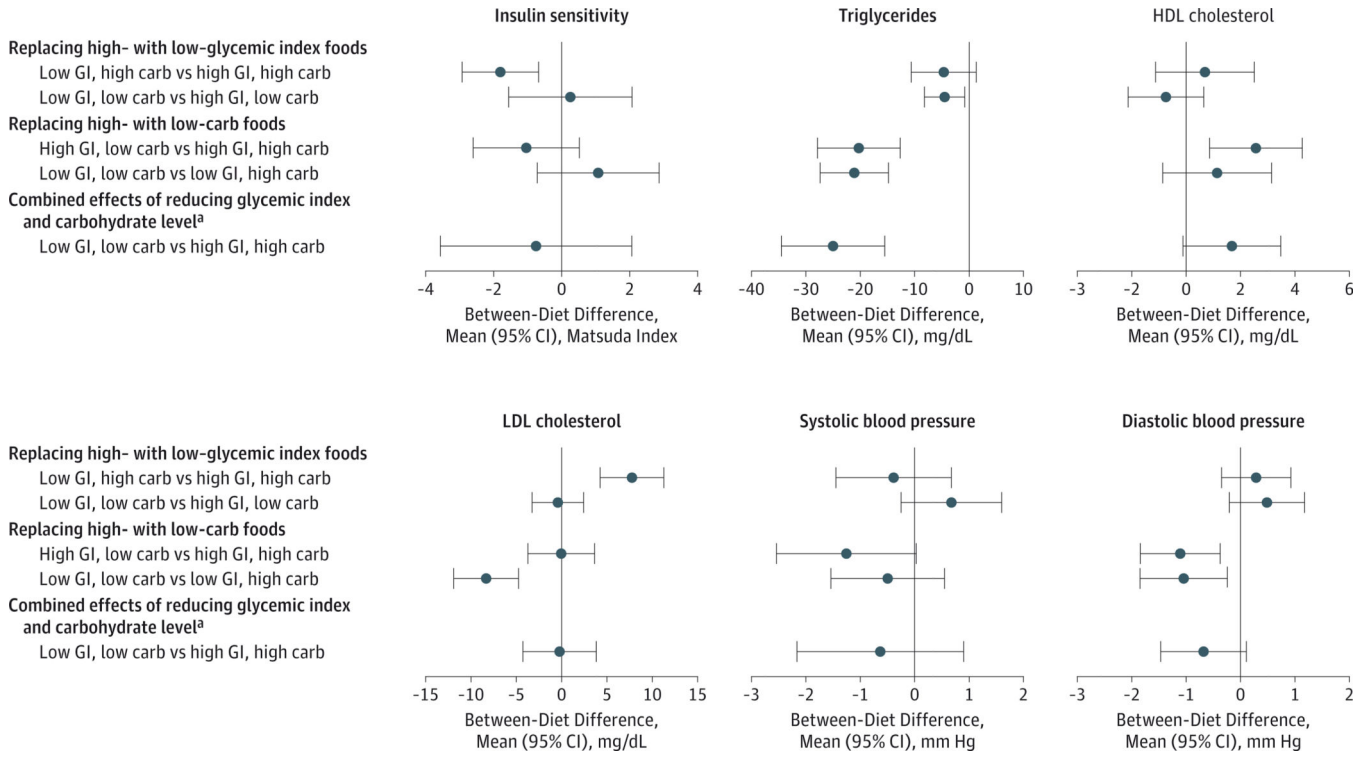 Insulin sensitivity
Triglycerides
HDL cholesterol
Replacing high- with low-glycemic index foods
Low GI, high carb vs high GI, high carb
Low GI, low carb vs high GI, low carb
Replacing high- with low-carb foods
High GI, low carb vs high GI, high carb
Low GI, low carb vs low GI, high carb
Combined effects of reducing glycemic index
and carbohydrate levelᵃ
Low GI, low carb vs high GI, high carb
-4 -2 0 2 4
Between-Diet Difference,
Mean (95% CI), Matsuda Index
-40 -30 -20 -10 0 10
Between-Diet Difference,
Mean (95% CI), mg/dL
-3 -2 0 2 4 6
Between-Diet Difference,
Mean (95% CI), mg/dL
LDL cholesterol
Systolic blood pressure
Diastolic blood pressure
Replacing high- with low-glycemic index foods
Low GI, high carb vs high GI, high carb
Low GI, low carb vs high GI, low carb
Replacing high- with low-carb foods
High GI, low carb vs high GI, high carb
Low GI, low carb vs low GI, high carb
Combined effects of reducing glycemic index
and carbohydrate levelᵃ
Low GI, low carb vs high GI, high carb
-15 -10 -5 0 5 10 15
Between-Diet Difference,
Mean (95% CI), mg/dL
-3 -2 -1 0 1 2
Between-Diet Difference,
Mean (95% CI), mm Hg
-3 -2 -1 0 1 2
Between-Diet Difference,
Mean (95% CI), mm Hg